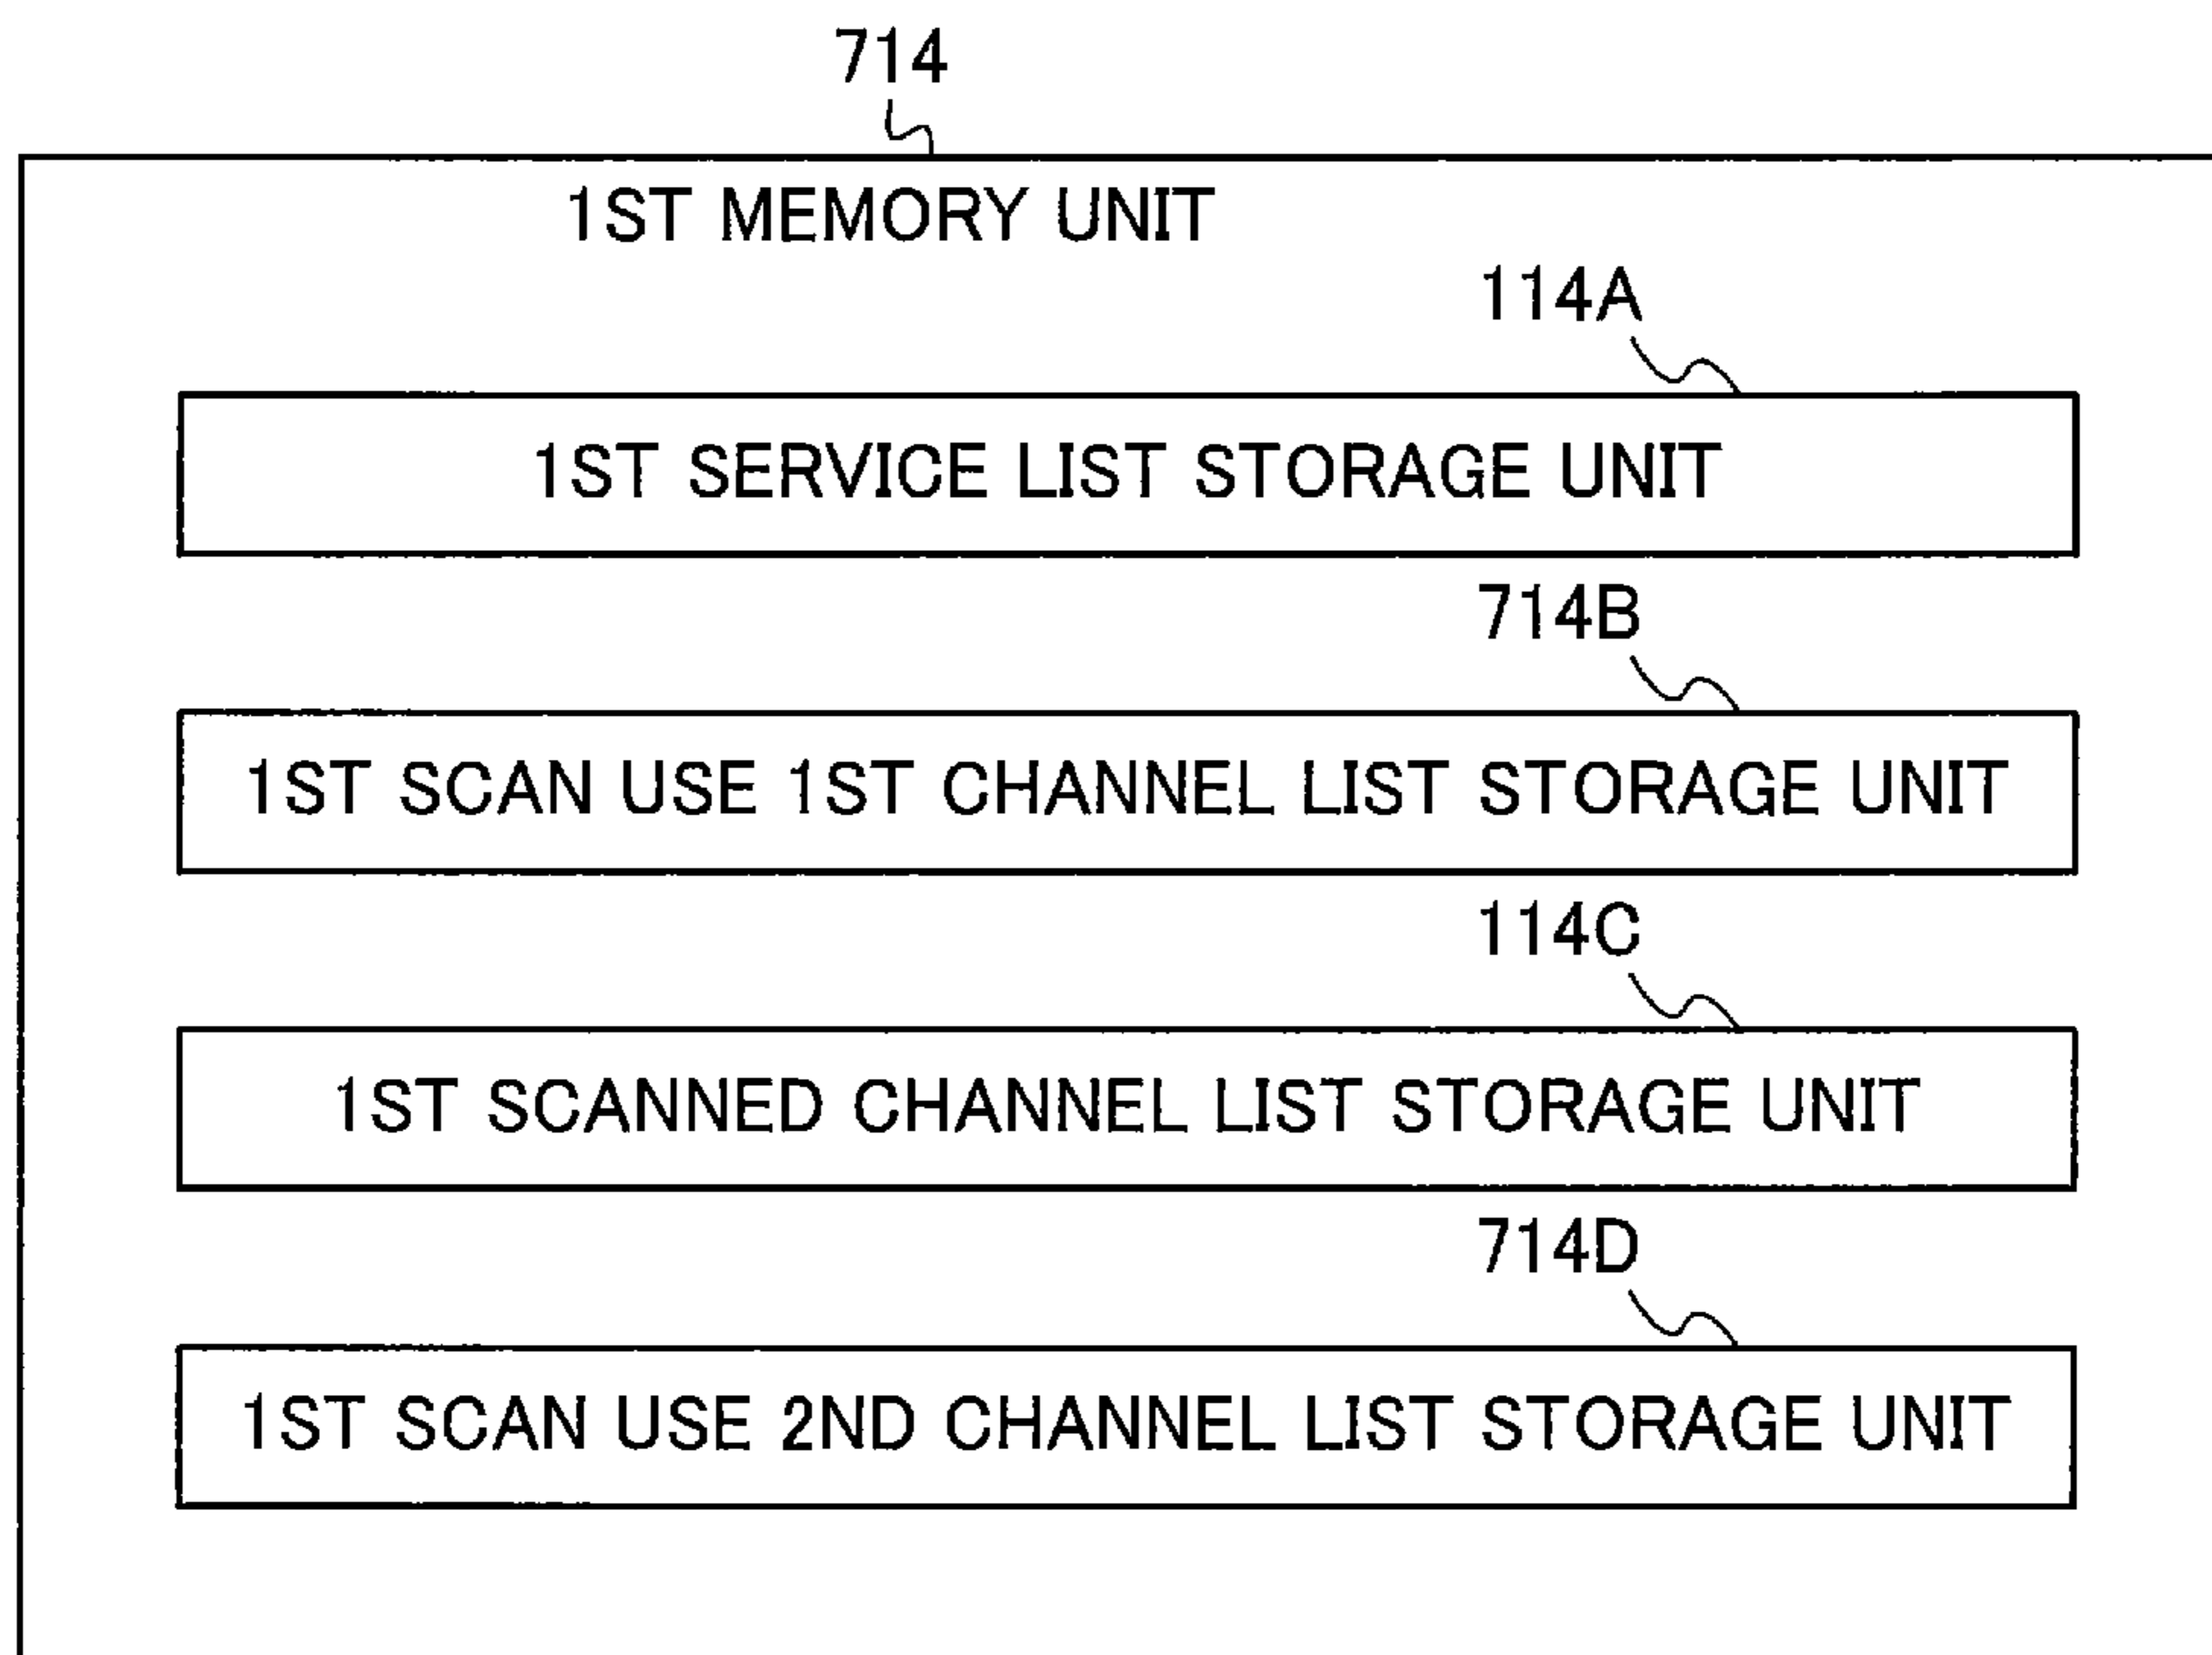 714
1ST MEMORY UNIT
114A
1ST SERVICE LIST STORAGE UNIT
714B
1ST SCAN USE 1ST CHANNEL LIST STORAGE UNIT
114C
1ST SCANNED CHANNEL LIST STORAGE UNIT
714D
1ST SCAN USE 2ND CHANNEL LIST STORAGE UNIT